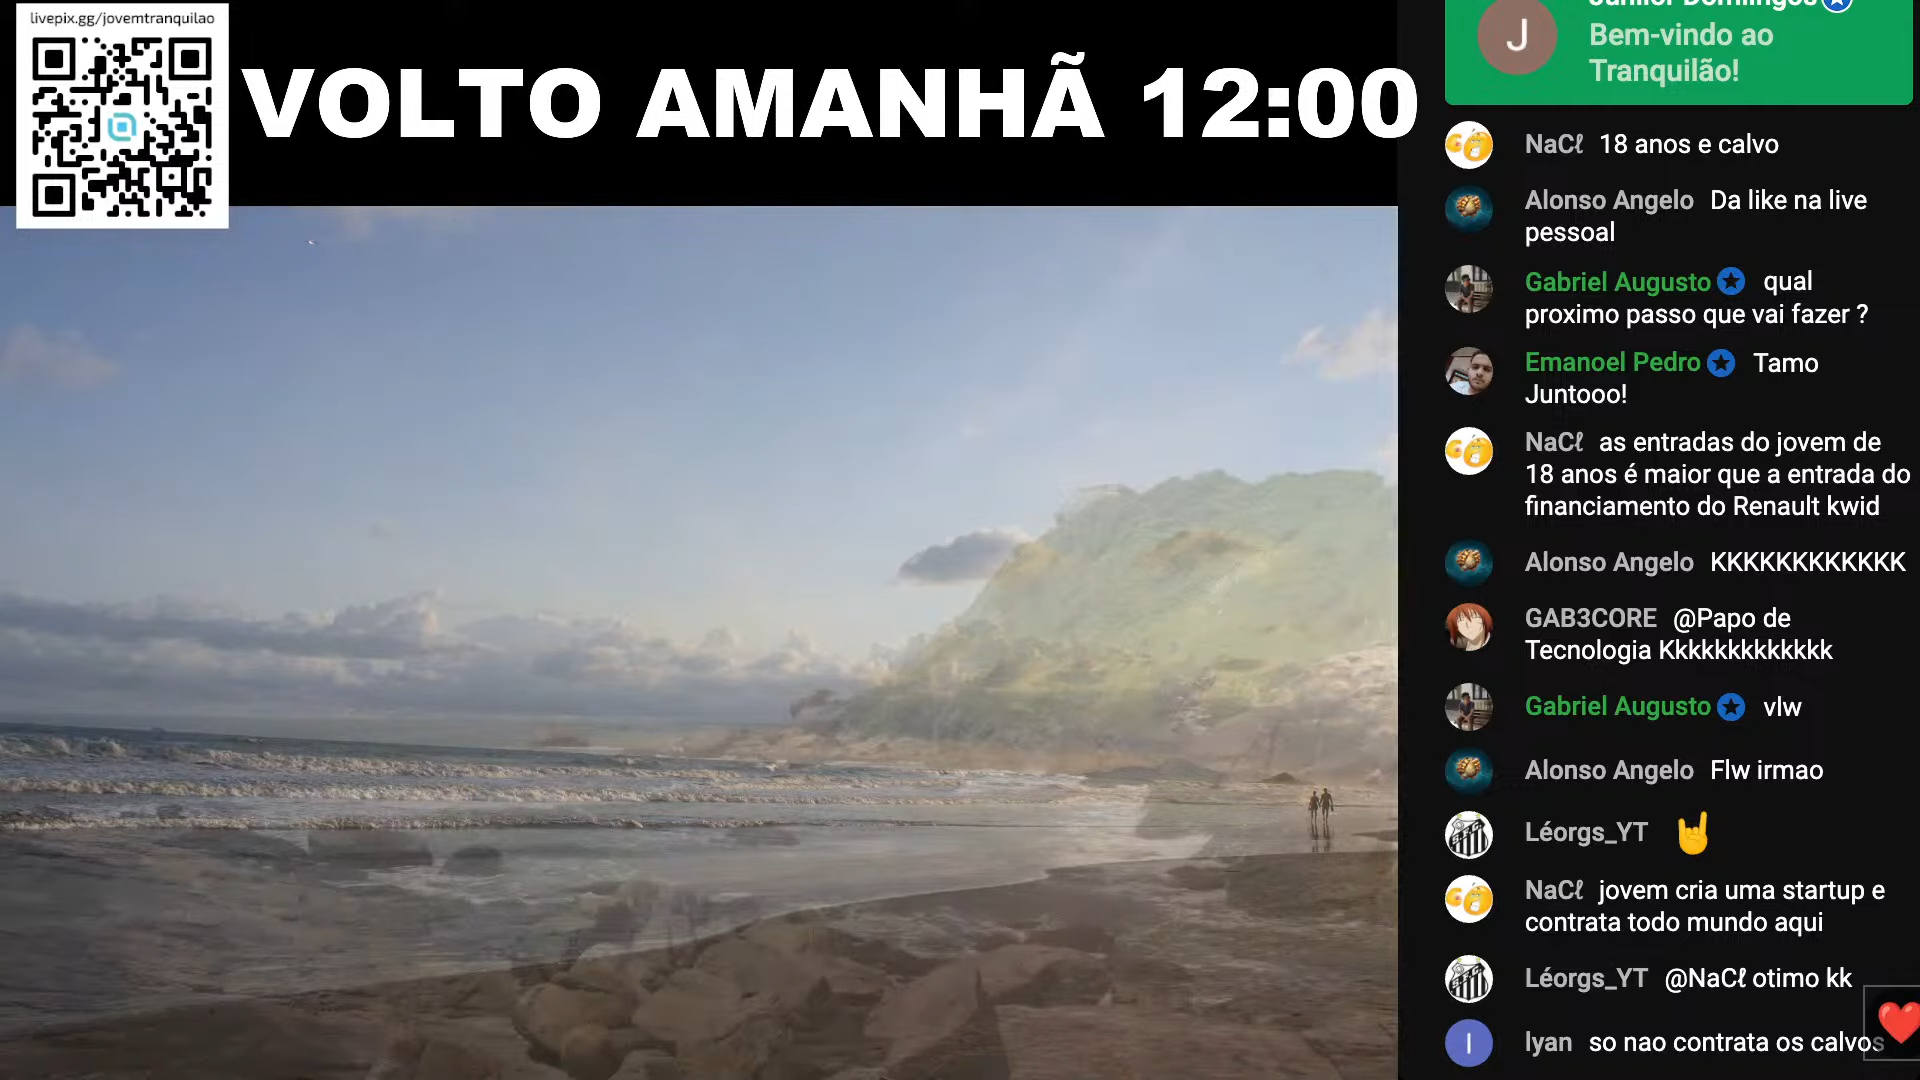 livepix.gg/jovemtranquilao
VOLTO AMANHÃ 12:00
Junior Domingos
J
Bem-vindo ao
Tranquilão!
NaCℓ 18 anos e calvo
Alonso Angelo Da like na live
pessoal
Gabriel Augusto qual
proximo passo que vai fazer ?
Emanoel Pedro Tamo
Juntooo!
NaCℓ as entradas do jovem de
18 anos é maior que a entrada do
financiamento do Renault kwid
Alonso Angelo KKKKKKKKKKKK
GAB3CORE @Papo de
Tecnologia Kkkkkkkkkkkkk
Gabriel Augusto vlw
Alonso Angelo Flw irmao
Léorgs_YT 🤘
NaCℓ jovem cria uma startup e
contrata todo mundo aqui
Léorgs_YT @NaCℓ otimo kk
I
Iyan so nao contrata os calvos